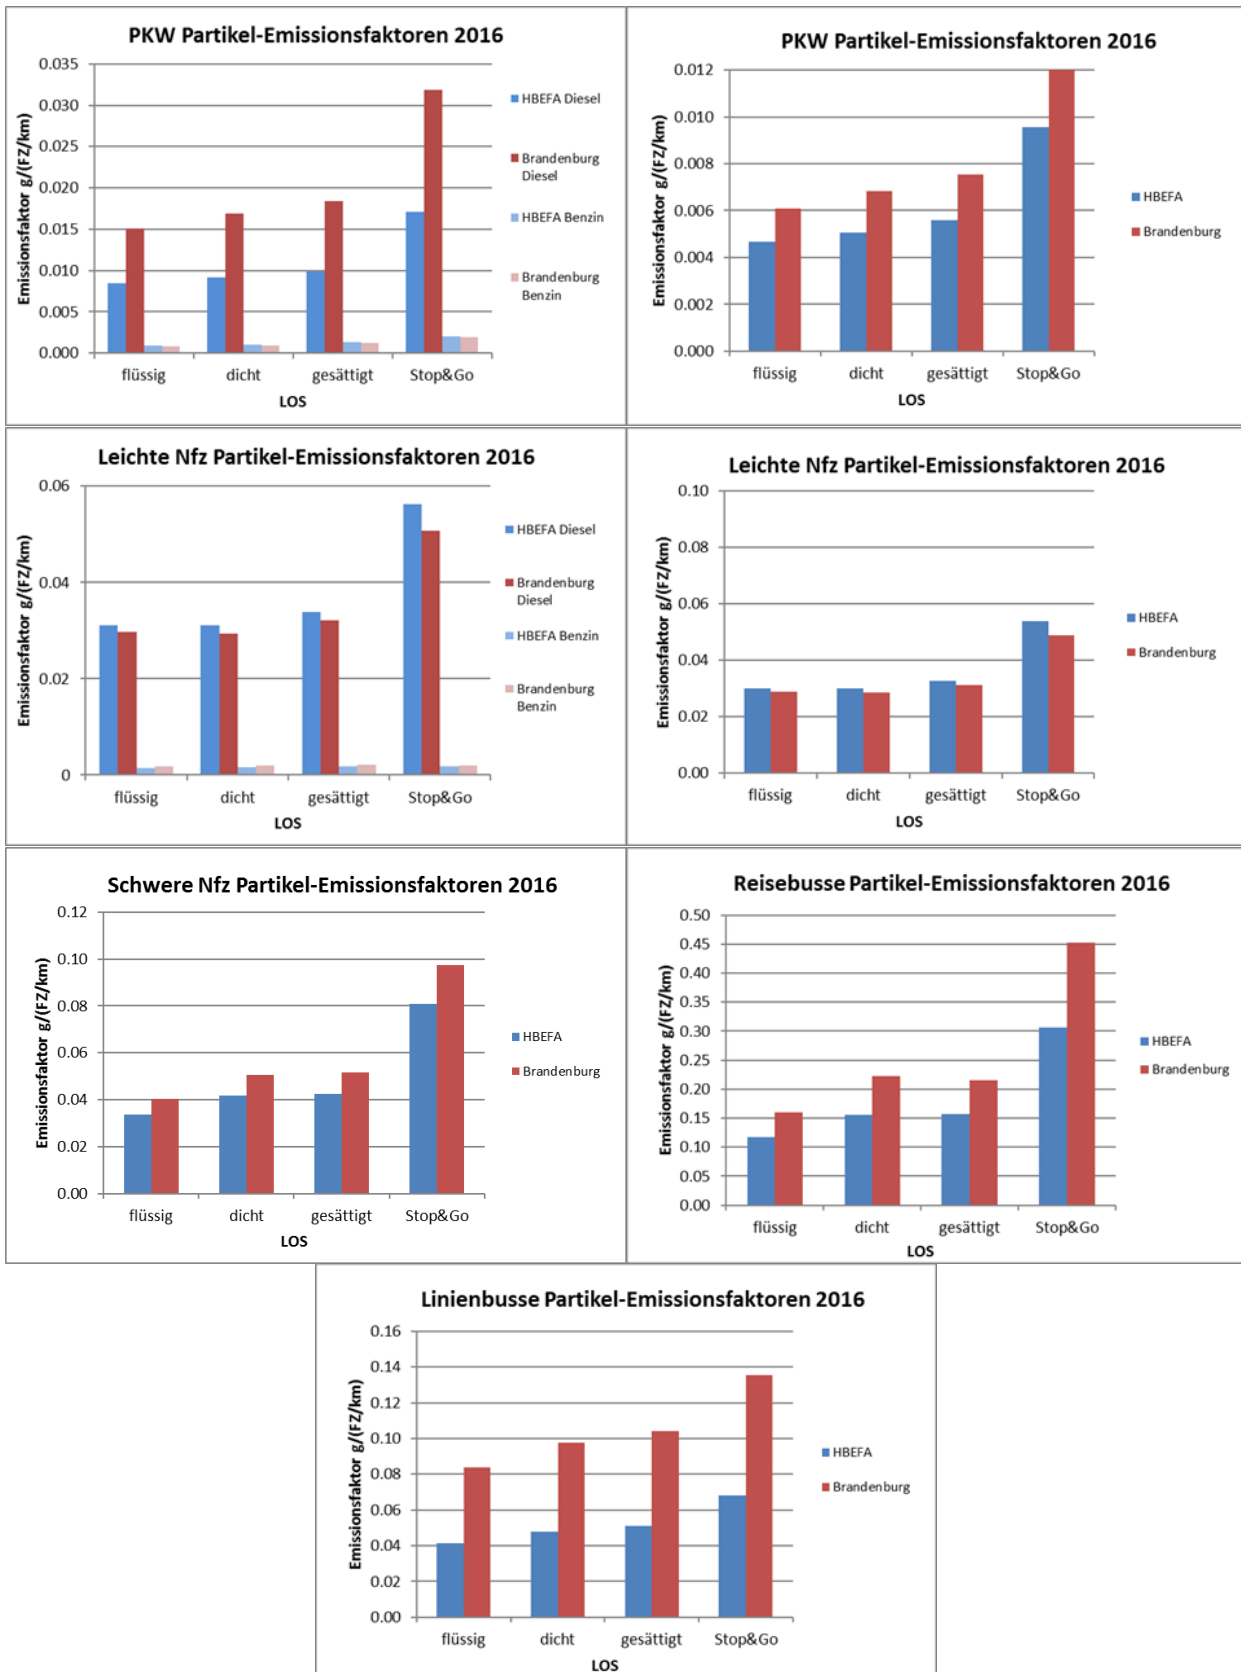 PKW Partikel-Emissionsfaktoren 2016
Emissionsfaktor g/(FZ/km)
0.035
0.030
0.025
0.020
0.015
0.010
0.005
0.000
flüssig dicht gesättigt Stop&Go
LOS
HBEFA Diesel
Brandenburg
Diesel
HBEFA Benzin
Brandenburg
Benzin
PKW Partikel-Emissionsfaktoren 2016
Emissionsfaktor g/(FZ/km)
0.012
0.010
0.008
0.006
0.004
0.002
0.000
flüssig dicht gesättigt Stop&Go
LOS
HBEFA
Brandenburg
Leichte Nfz Partikel-Emissionsfaktoren 2016
Emissionsfaktor g/(FZ/km)
0.06
0.04
0.02
0
flüssig dicht gesättigt Stop&Go
LOS
HBEFA Diesel
Brandenburg
Diesel
HBEFA Benzin
Brandenburg
Benzin
Leichte Nfz Partikel-Emissionsfaktoren 2016
Emissionsfaktor g/(FZ/km)
0.10
0.08
0.06
0.04
0.02
0.00
flüssig dicht gesättigt Stop&Go
LOS
HBEFA
Brandenburg
Schwere Nfz Partikel-Emissionsfaktoren 2016
Emissionsfaktor g/(FZ/km)
0.12
0.10
0.08
0.06
0.04
0.02
0.00
flüssig dicht gesättigt Stop&Go
LOS
HBEFA
Brandenburg
Reisebusse Partikel-Emissionsfaktoren 2016
Emissionsfaktor g/(FZ/km)
0.50
0.45
0.40
0.35
0.30
0.25
0.20
0.15
0.10
0.05
0.00
flüssig dicht gesättigt Stop&Go
LOS
HBEFA
Brandenburg
Linienbusse Partikel-Emissionsfaktoren 2016
Emissionsfaktor g/(FZ/km)
0.16
0.14
0.12
0.10
0.08
0.06
0.04
0.02
0.00
flüssig dicht gesättigt Stop&Go
LOS
HBEFA
Brandenburg